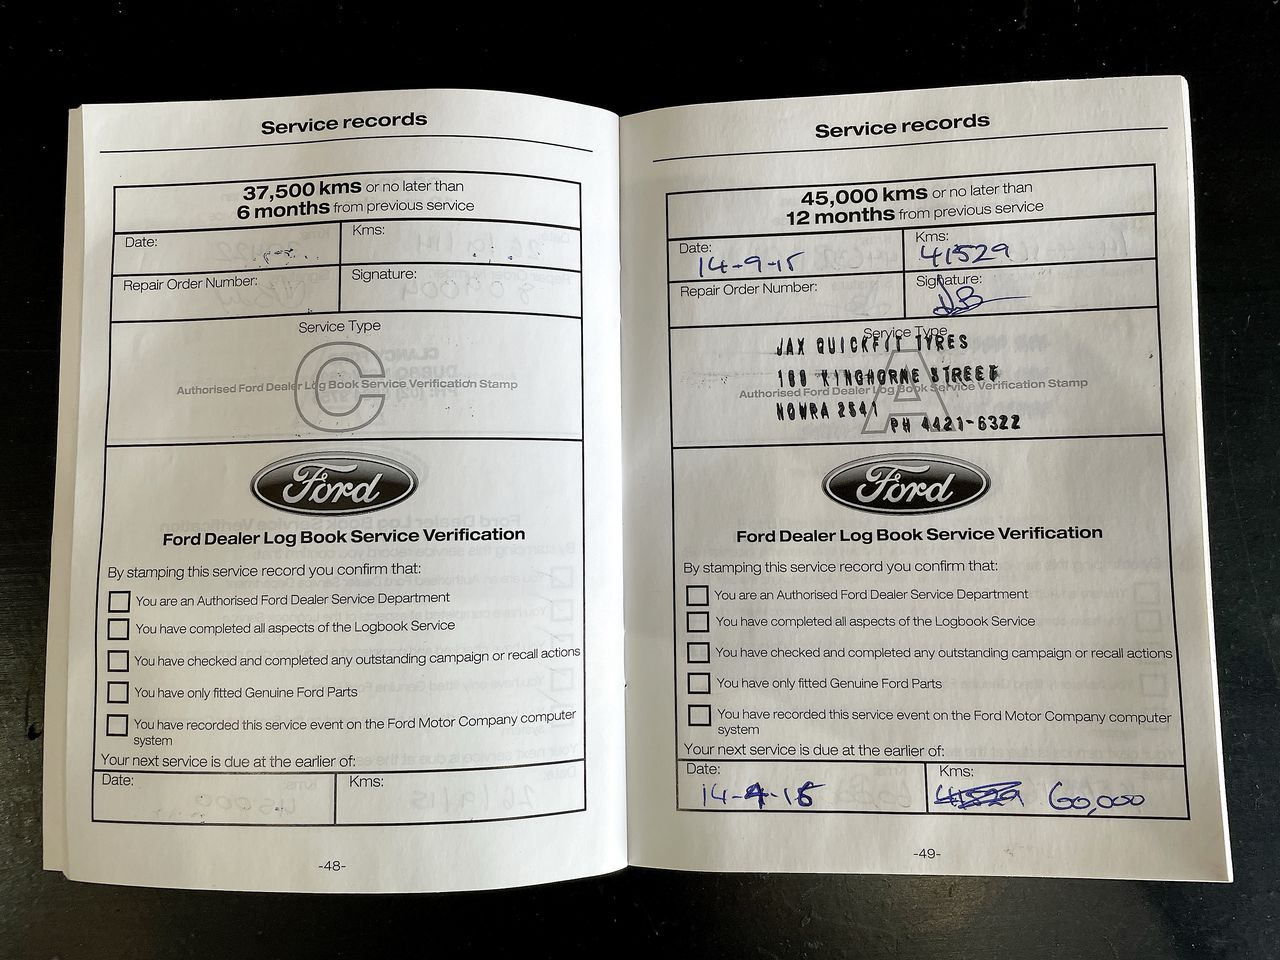 Service records
37,500 kms or no later than
6 months from previous service
Date:
Kms:
Repair Order Number:
Signature:
Service Type
C
Authorised Ford Dealer Log Book Service Verification Stamp
Ford
Ford Dealer Log Book Service Verification
By stamping this service record you confirm that:
You are an Authorised Ford Dealer Service Department
You have completed all aspects of the Logbook Service
You have checked and completed any outstanding campaign or recall actions
You have only fitted Genuine Ford Parts
You have recorded this service event on the Ford Motor Company computer
system
Your next service is due at the earlier of:
Date:
Kms:
-48-
Service records
45,000 kms or no later than
12 months from previous service
Date:
14-9-15
Kms:
41529
Repair Order Number:
Signature:
Service Type
JAX QUICKFIT TYRES
168 KINGHORNE STREET
A
Authorised Ford Dealer Log Book Service Verification Stamp
NOWRA 2541
PH 4421-6322
Ford
Ford Dealer Log Book Service Verification
By stamping this service record you confirm that:
You are an Authorised Ford Dealer Service Department
You have completed all aspects of the Logbook Service
You have checked and completed any outstanding campaign or recall actions
You have only fitted Genuine Ford Parts
You have recorded this service event on the Ford Motor Company computer
system
Your next service is due at the earlier of:
Date:
Kms:
60,000
-49-